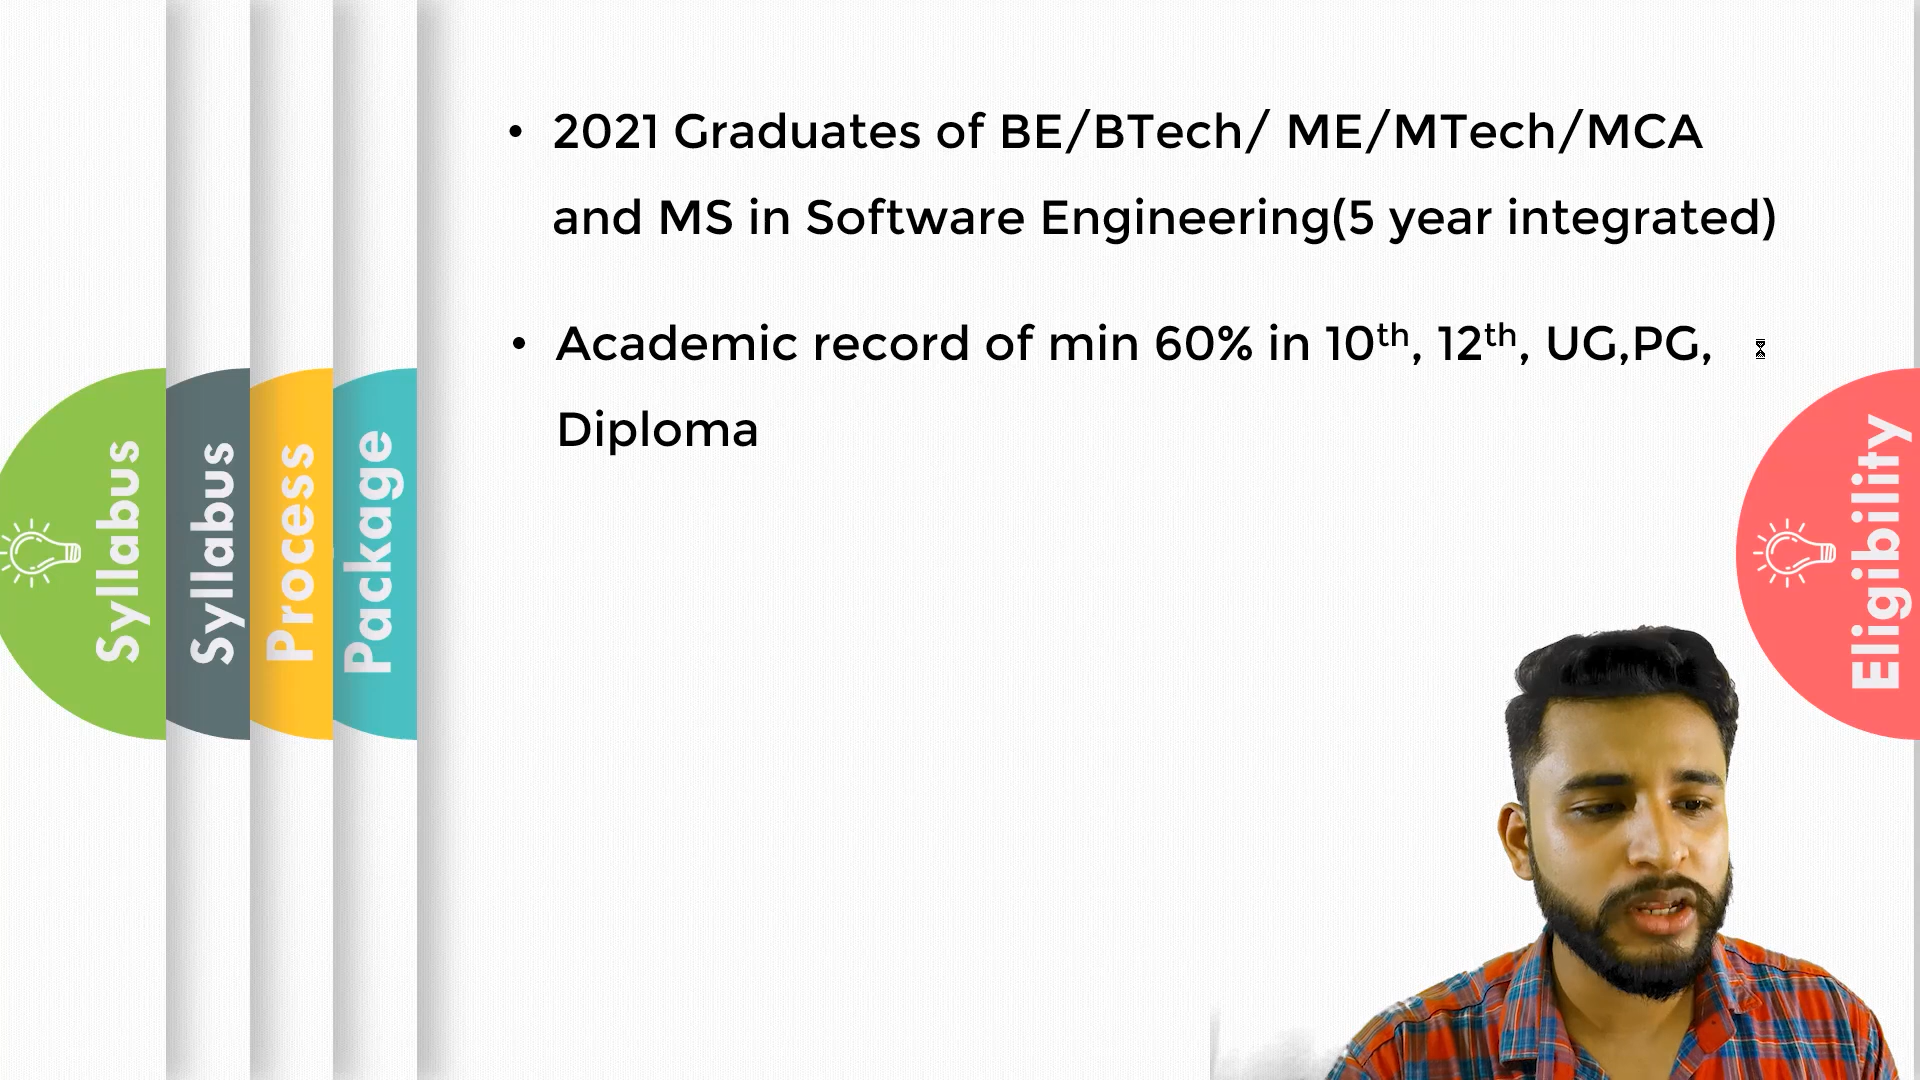 • 2021 Graduates of BE/BTech/ ME/MTech/MCA
and MS in Software Engineering(5 year integrated)
• Academic record of min 60% in 10th, 12th, UG,PG,
Diploma
Syllabus
Syllabus
Process
Package
Eligibility